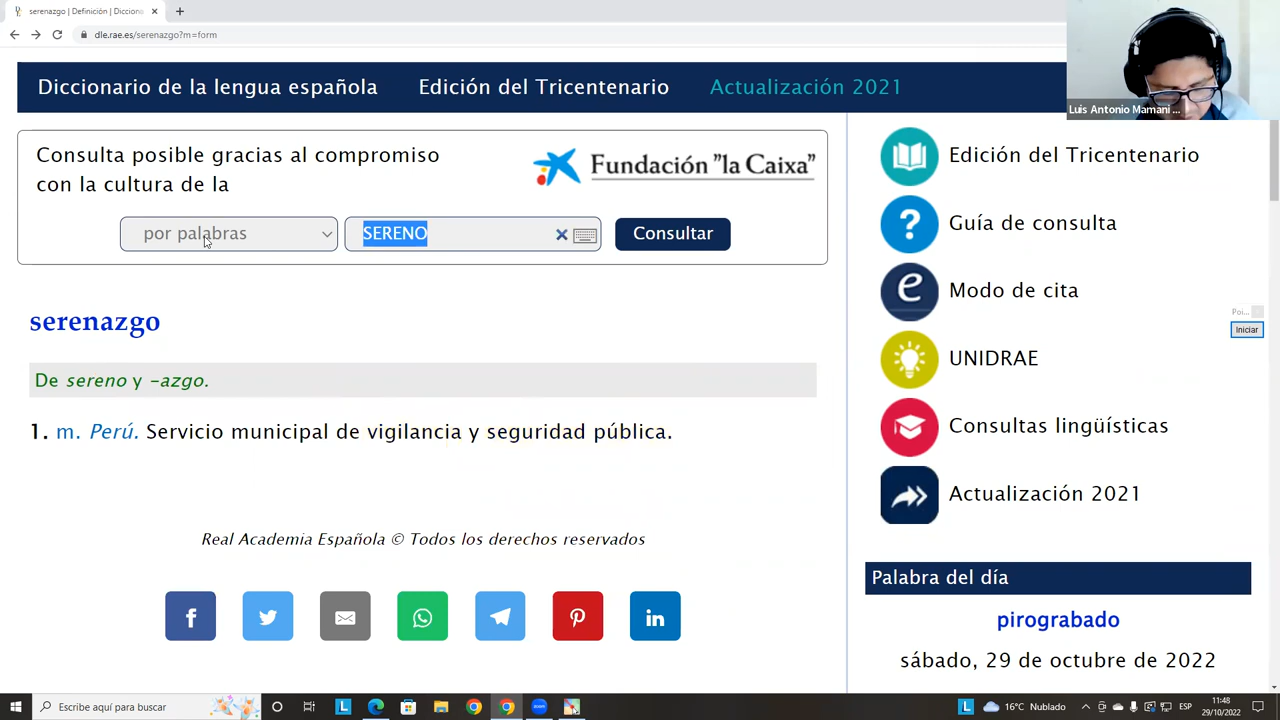 serenazgo | Definición | Diccion
dle.rae.es/serenazgo?m=form
Luis Antonio Mamani ...
Diccionario de la lengua española Edición del Tricentenario Actualización 2021
Consulta posible gracias al compromiso
con la cultura de la
Fundación "la Caixa"
por palabras SERENO Consultar
serenazgo
De sereno y -azgo.
1. m. Perú. Servicio municipal de vigilancia y seguridad pública.
Real Academia Española © Todos los derechos reservados
Edición del Tricentenario
Guía de consulta
Modo de cita
Poi...
Iniciar
UNIDRAE
Consultas lingüísticas
Actualización 2021
Palabra del día
pirograbado
sábado, 29 de octubre de 2022
Escribe aquí para buscar
16°C Nublado
ESP
11:48
29/10/2022